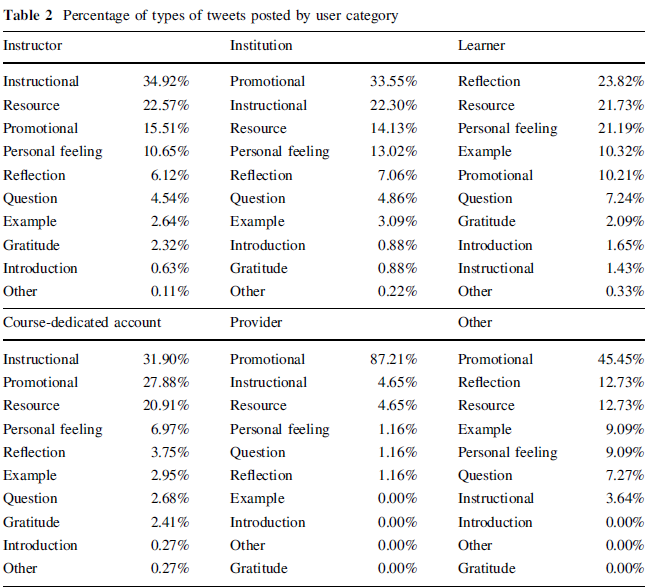 Table 2 Percentage of types of tweets posted by user category
Instructor Institution Learner
Instructional 34.92% Promotional 33.55% Reflection 23.82%
Resource 22.57% Instructional 22.30% Resource 21.73%
Promotional 15.51% Resource 14.13% Personal feeling 21.19%
Personal feeling 10.65% Personal feeling 13.02% Example 10.32%
Reflection 6.12% Reflection 7.06% Promotional 10.21%
Question 4.54% Question 4.86% Question 7.24%
Example 2.64% Example 3.09% Gratitude 2.09%
Gratitude 2.32% Introduction 0.88% Introduction 1.65%
Introduction 0.63% Gratitude 0.88% Instructional 1.43%
Other 0.11% Other 0.22% Other 0.33%
Course-dedicated account Provider Other
Instructional 31.90% Promotional 87.21% Promotional 45.45%
Promotional 27.88% Instructional 4.65% Reflection 12.73%
Resource 20.91% Resource 4.65% Resource 12.73%
Personal feeling 6.97% Personal feeling 1.16% Example 9.09%
Reflection 3.75% Question 1.16% Personal feeling 9.09%
Example 2.95% Reflection 1.16% Question 7.27%
Question 2.68% Example 0.00% Instructional 3.64%
Gratitude 2.41% Introduction 0.00% Introduction 0.00%
Introduction 0.27% Other 0.00% Other 0.00%
Other 0.27% Gratitude 0.00% Gratitude 0.00%